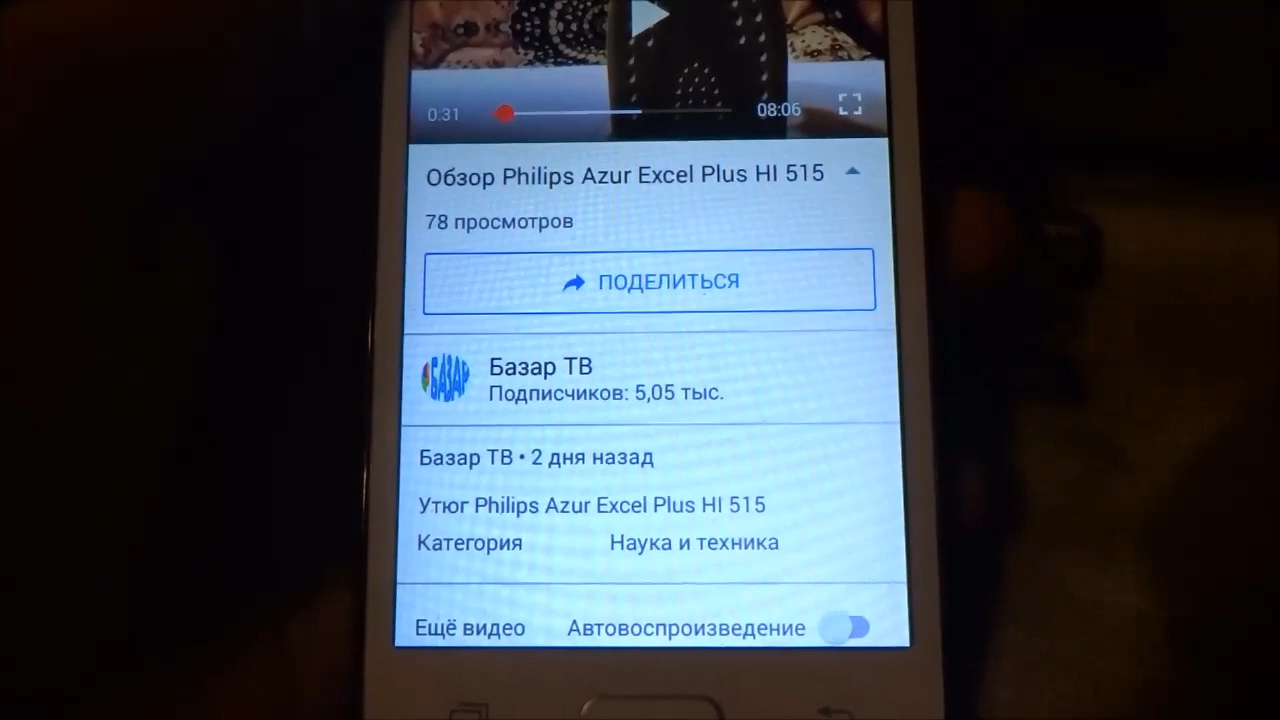 0:31 08:06
Обзор Philips Azur Excel Plus HI 515
78 просмотров
ПОДЕЛИТЬСЯ
БАЗАР
Базар ТВ
Подписчиков: 5,05 тыс.
Базар ТВ • 2 дня назад
Утюг Philips Azur Excel Plus HI 515
Категория Наука и техника
Ещё видео Автовоспроизведение